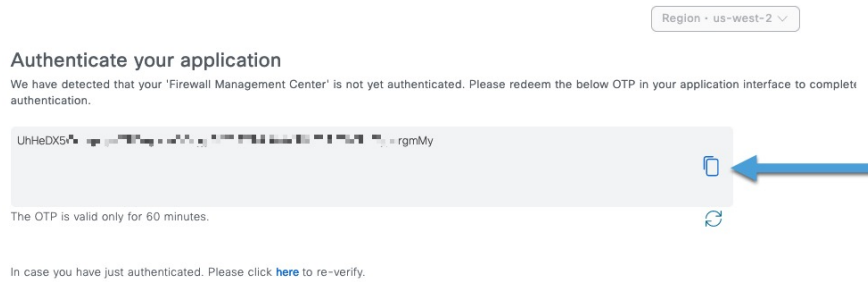 Region • us-west-2
Authenticate your application
We have detected that your 'Firewall Management Center' is not yet authenticated. Please redeem the below OTP in your application interface to complete
authentication.
The OTP is valid only for 60 minutes.
In case you have just authenticated. Please click here to re-verify.